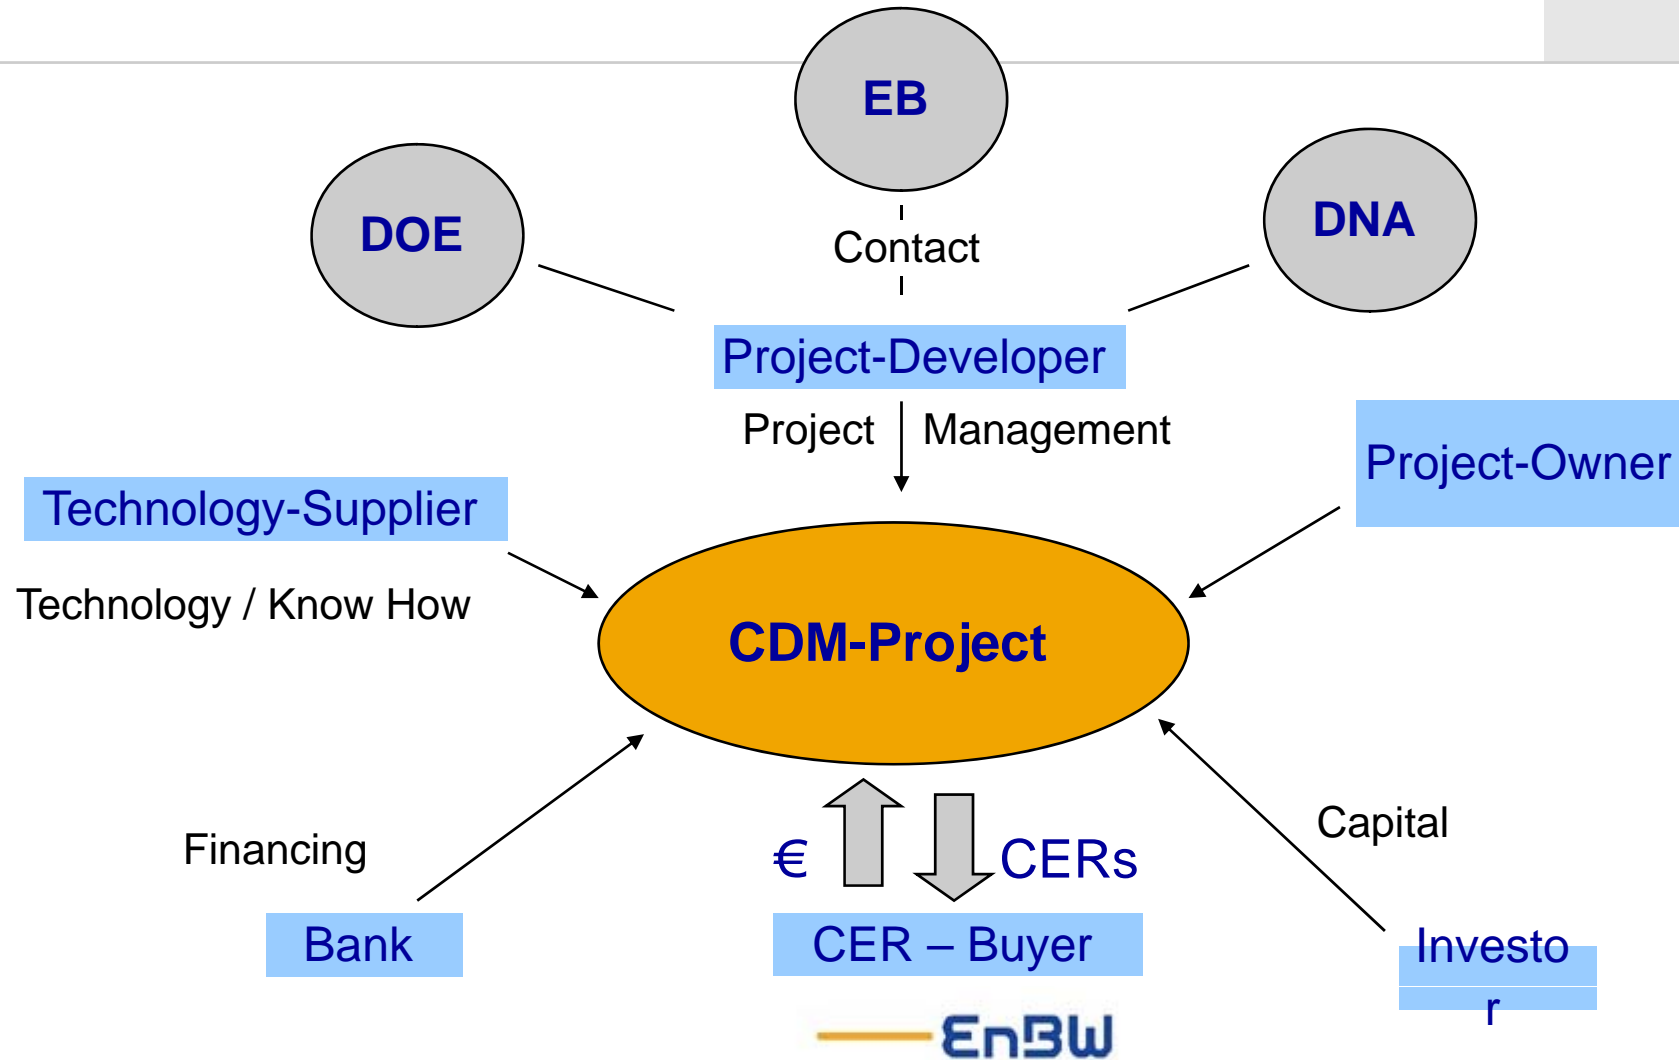 EB
DOE
DNA
Contact
Project-Developer
Project Management
Project-Owner
Technology-Supplier
Technology / Know How
CDM-Project
Financing
€
CERs
Capital
Bank
CER – Buyer
Investo
r
EnBW